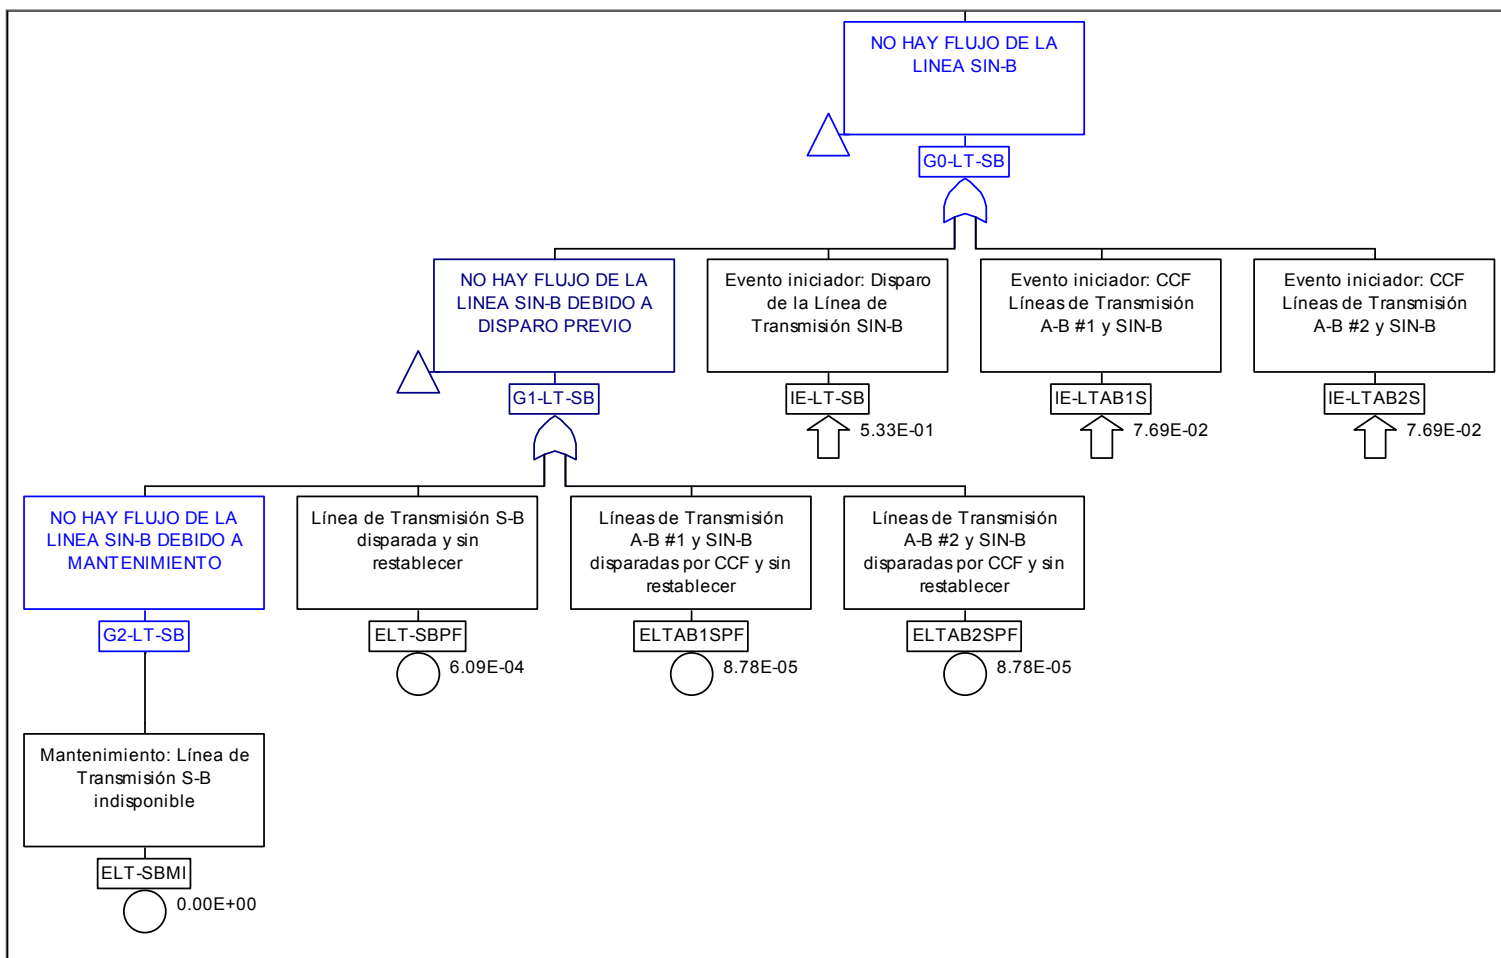 NO HAY FLUJO DE LA
LINEA SIN-B
G0-LT-SB
NO HAY FLUJO DE LA
LINEA SIN-B DEBIDO A
DISPARO PREVIO
G1-LT-SB
Evento iniciador: Disparo
de la Línea de
Transmisión SIN-B
IE-LT-SB
5.33E-01
Evento iniciador: CCF
Líneas de Transmisión
A-B #1 y SIN-B
IE-LTAB1S
7.69E-02
Evento iniciador: CCF
Líneas de Transmisión
A-B #2 y SIN-B
IE-LTAB2S
7.69E-02
NO HAY FLUJO DE LA
LINEA SIN-B DEBIDO A
MANTENIMIENTO
G2-LT-SB
Línea de Transmisión S-B
disparada y sin
restablecer
ELT-SBPF
6.09E-04
Líneas de Transmisión
A-B #1 y SIN-B
disparadas por CCF y sin
restablecer
ELTAB1SPF
8.78E-05
Líneas de Transmisión
A-B #2 y SIN-B
disparadas por CCF y sin
restablecer
ELTAB2SPF
8.78E-05
Mantenimiento: Línea de
Transmisión S-B
indisponible
ELT-SBMI
0.00E+00